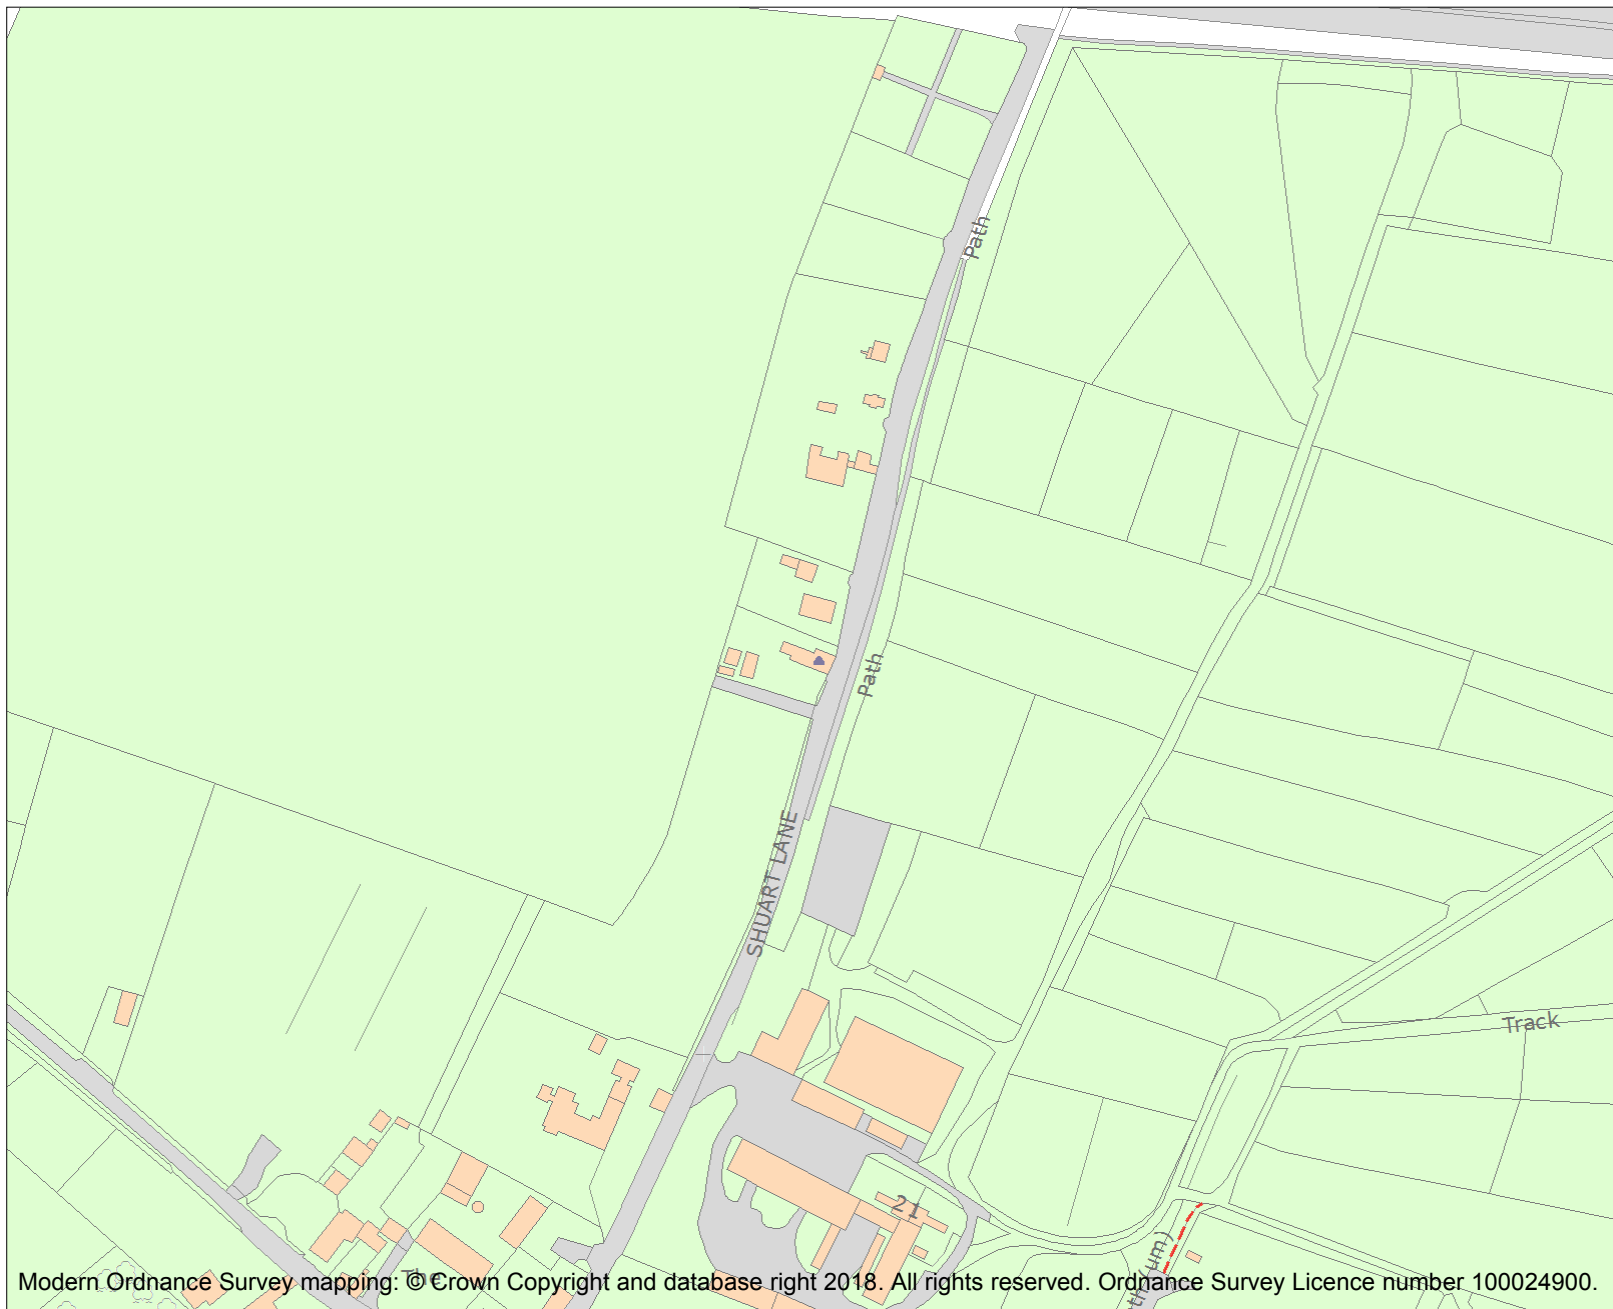 Path
Path
SHUART LANE
Track
21
The
Modern Ordnance Survey mapping: © Crown Copyright and database right 2018. All rights reserved. Ordnance Survey Licence number 100024900.